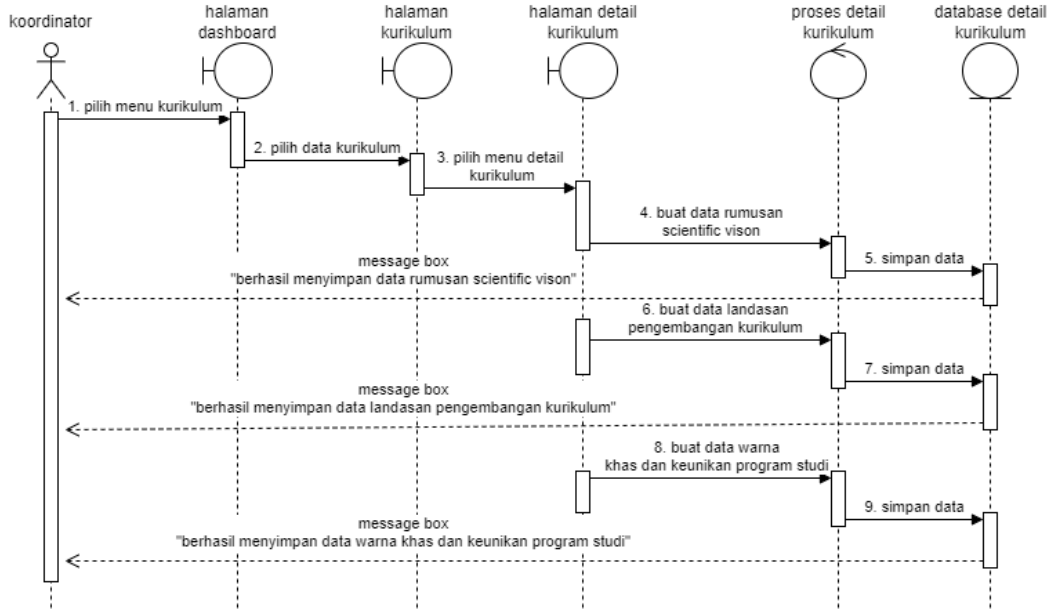 koordinator
halaman
dashboard
halaman
kurikulum
halaman detail
kurikulum
proses detail
kurikulum
database detail
kurikulum
1. pilih menu kurikulum
2. pilih data kurikulum
3. pilih menu detail
kurikulum
4. buat data rumusan
scientific vison
5. simpan data
message box
"berhasil menyimpan data rumusan scientific vison"
6. buat data landasan
pengembangan kurikulum
7. simpan data
message box
"berhasil menyimpan data landasan pengembangan kurikulum"
8. buat data warna
khas dan keunikan program studi
9. simpan data
message box
"berhasil menyimpan data warna khas dan keunikan program studi"